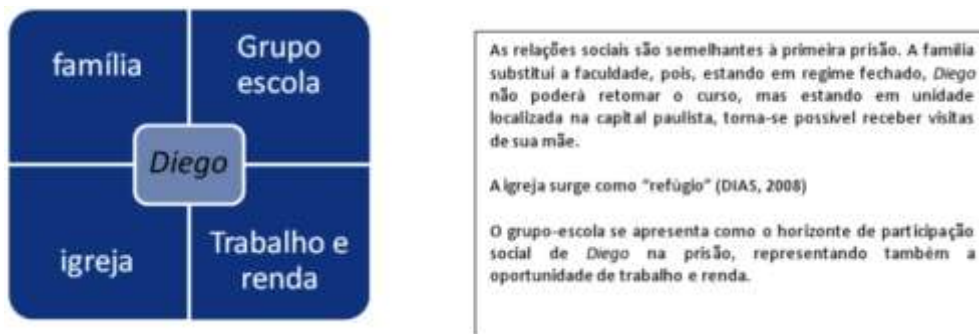 família
Grupo
escola
Diego
igreja
Trabalho e
renda
As relações sociais são semelhantes à primeira prisão. A família
substitui a faculdade, pois, estando em regime fechado, Diego
não poderá retomar o curso, mas estando em unidade
localizada na capital paulista, torna-se possível receber visitas
de sua mãe.
A igreja surge como "refúgio" (DIAS, 2008)
O grupo-escola se apresenta como o horizonte de participação
social de Diego na prisão, representando também a
oportunidade de trabalho e renda.